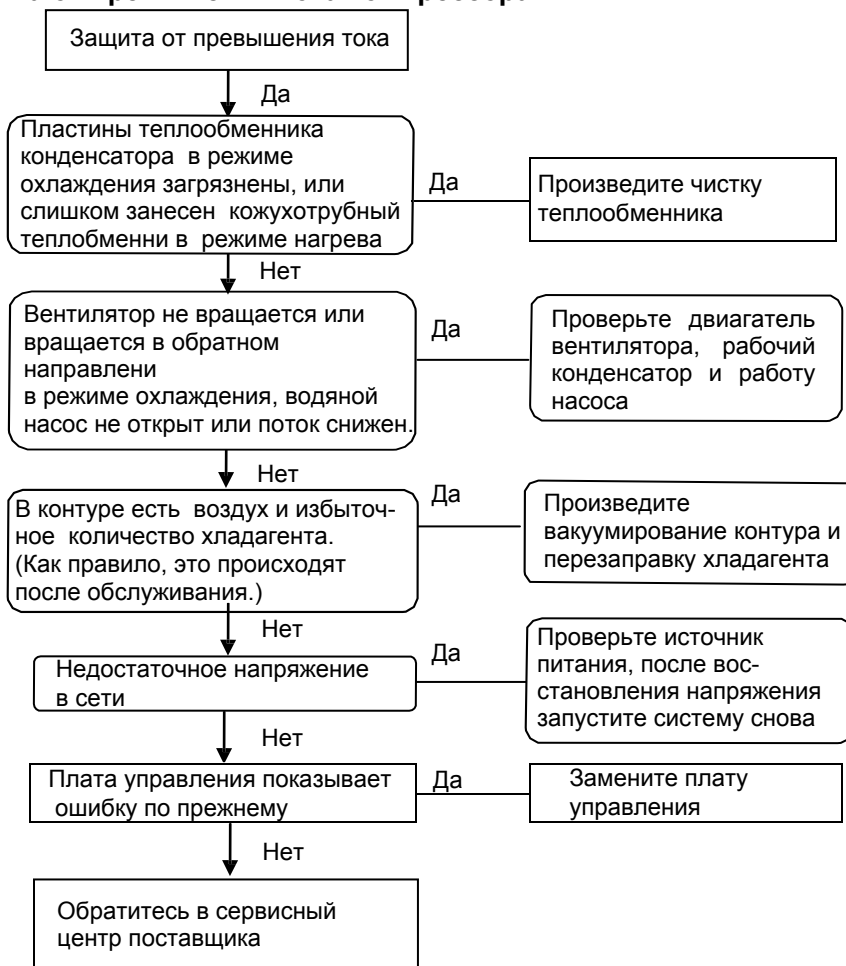 Защита от превышения тока
Да
Пластины теплообменника
конденсатора в режиме
охлаждения загрязнены, или
слишком занесен кожухотрубный
теплобменни в режиме нагрева
Да
Произведите чистку
теплообменника
Нет
Вентилятор не вращается или
вращается в обратном
направлени
в режиме охлаждения, водяной
насос не открыт или поток снижен.
Да
Проверьте двиагатель
вентилятора, рабочий
конденсатор и работу
насоса
Нет
В контуре есть воздух и избыточ-
ное количество хладагента.
(Как правило, это происходят
после обслуживания.)
Да
Произведите
вакуумирование контура и
перезаправку хладагента
Нет
Недостаточное напряжение
в сети
Да
Проверьте источник
питания, после вос-
становления напряжения
запустите систему снова
Нет
Плата управления показывает
ошибку по прежнему
Да
Замените плату
управления
Нет
Обратитесь в сервисный
центр поставщика